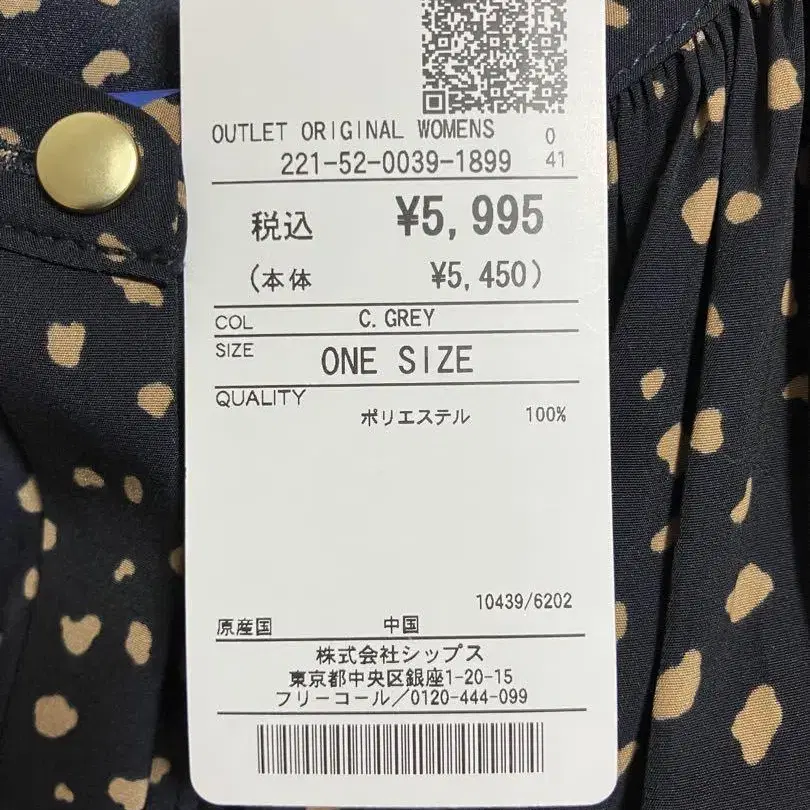 OUTLET ORIGINAL WOMENS 0
221-52-0039-1899 41
税込 ¥5,995
(本体 ¥5,450)
COL C.GREY
SIZE ONE SIZE
QUALITY
ポリエステル 100%
10439/6202
原産国 中国
株式会社シップス
東京都中央区銀座1-20-15
フリーコール/0120-444-099